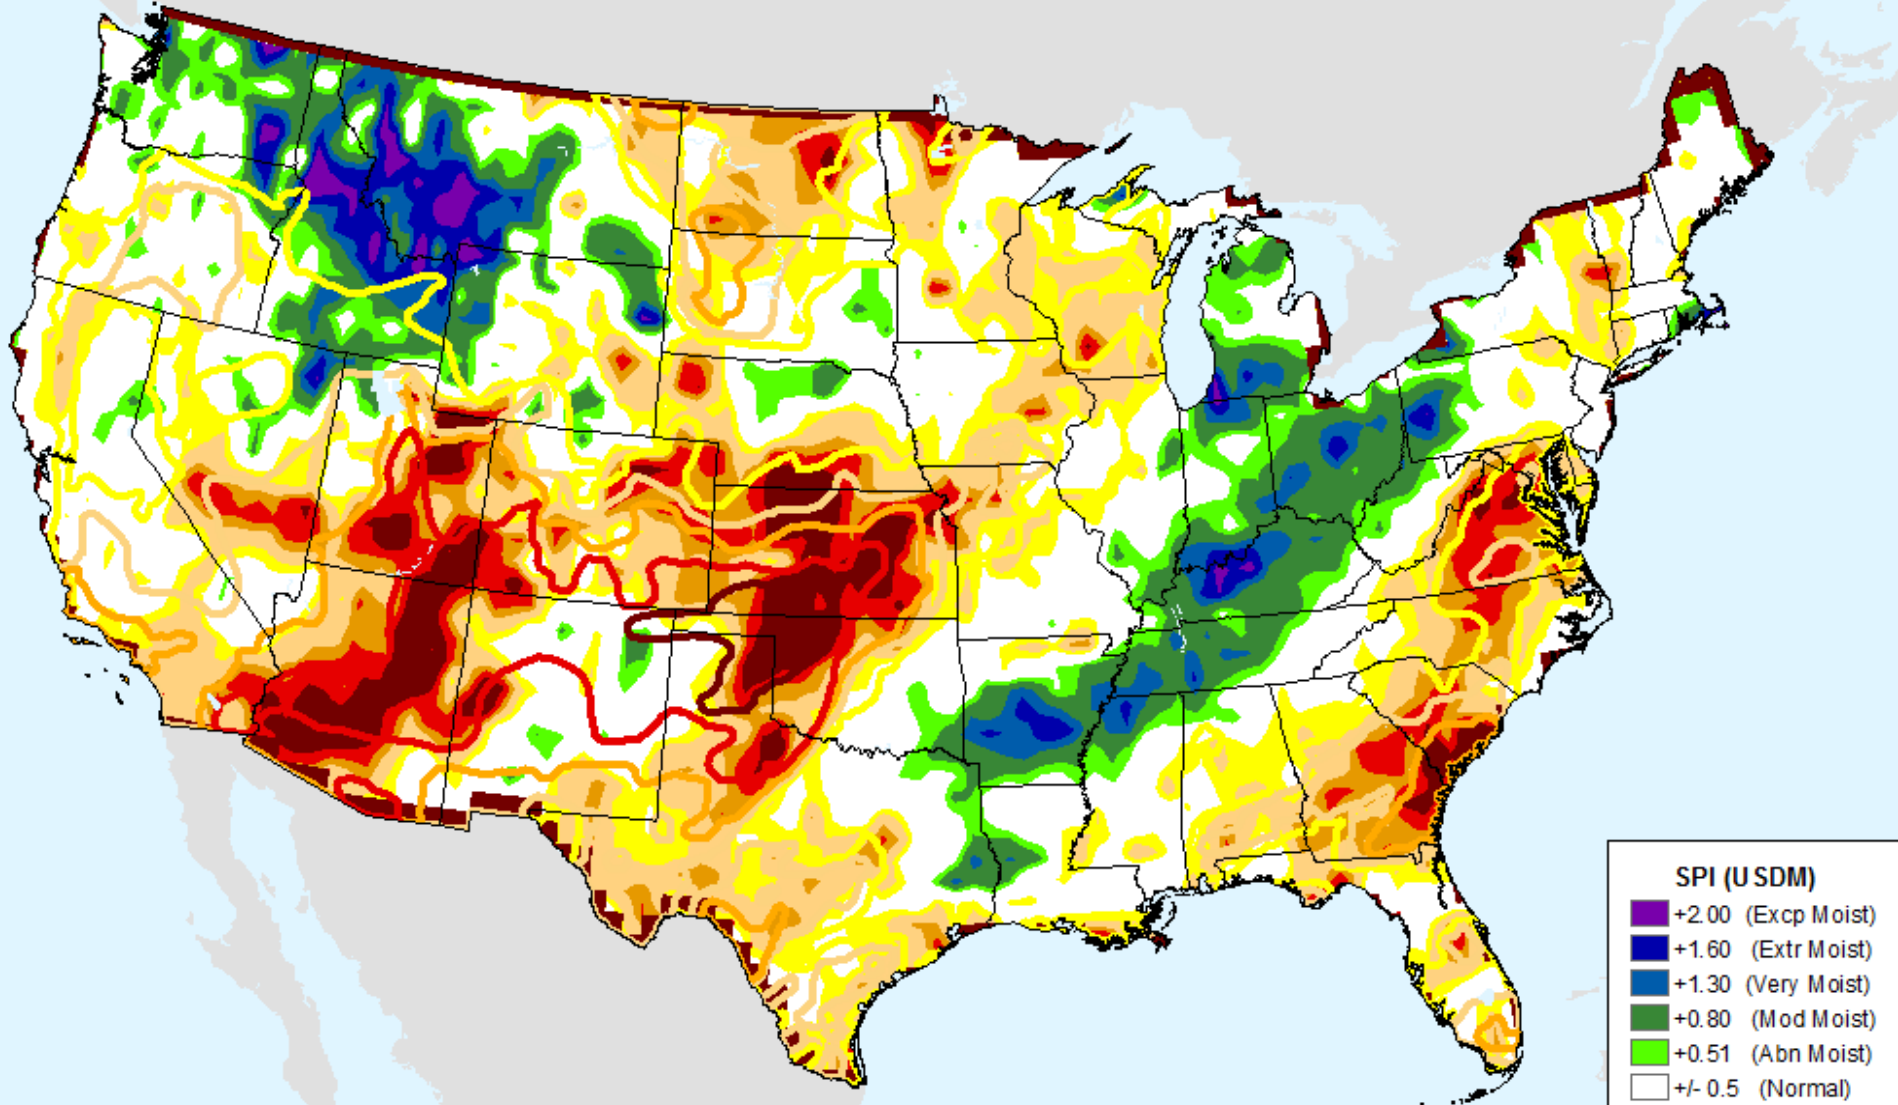 SPI (USDM)
+2.00 (Excp Moist)
+1.60 (Extr Moist)
+1.30 (Very Moist)
+0.80 (Mod Moist)
+0.51 (Abn Moist)
+/- 0.5 (Normal)